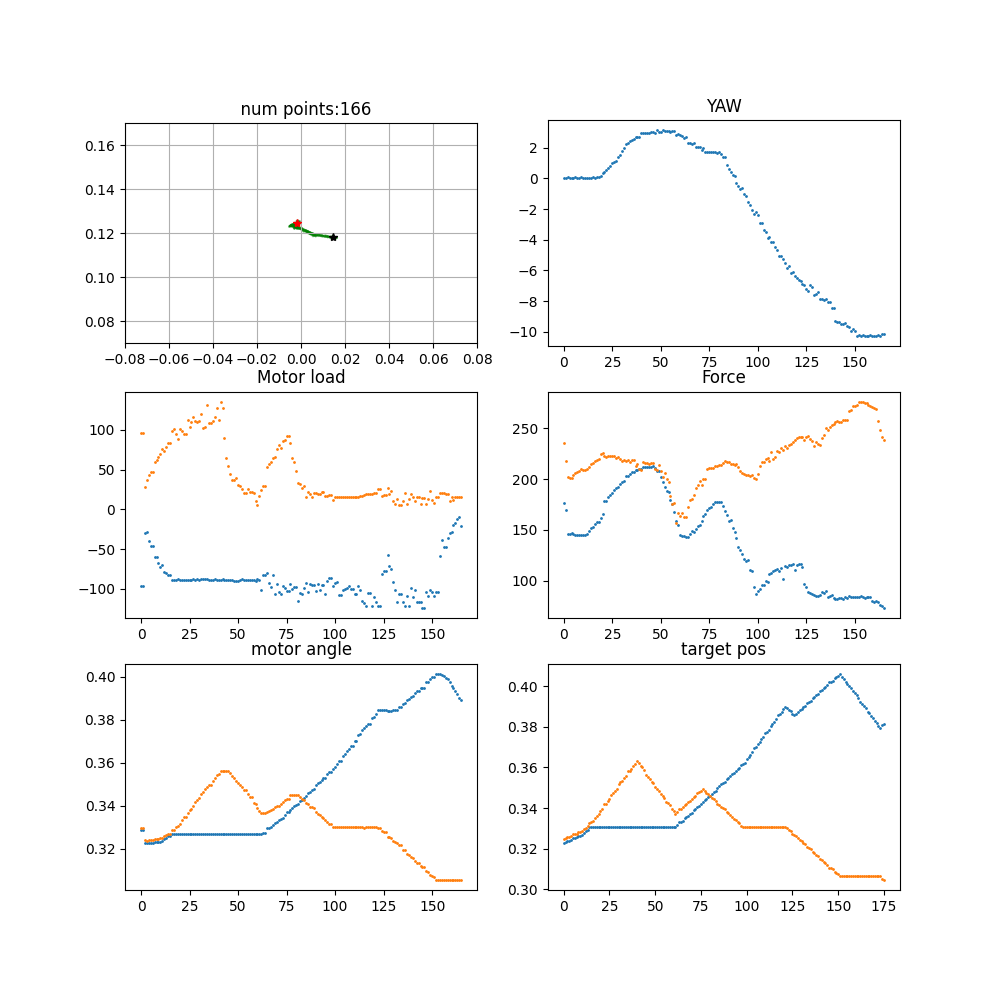 num points:166
YAW
0.16
0.14
0.12
0.10
0.08
−0.08 −0.06 −0.04 −0.02 0.00 0.02 0.04 0.06 0.08
2
0
−2
−4
−6
−8
−10
0 25 50 75 100 125 150
Motor load
Force
100
50
0
−50
−100
0 25 50 75 100 125 150
250
200
150
100
0 25 50 75 100 125 150
motor angle
target pos
0.40
0.38
0.36
0.34
0.32
0 25 50 75 100 125 150
0.40
0.38
0.36
0.34
0.32
0.30
0 25 50 75 100 125 150 175